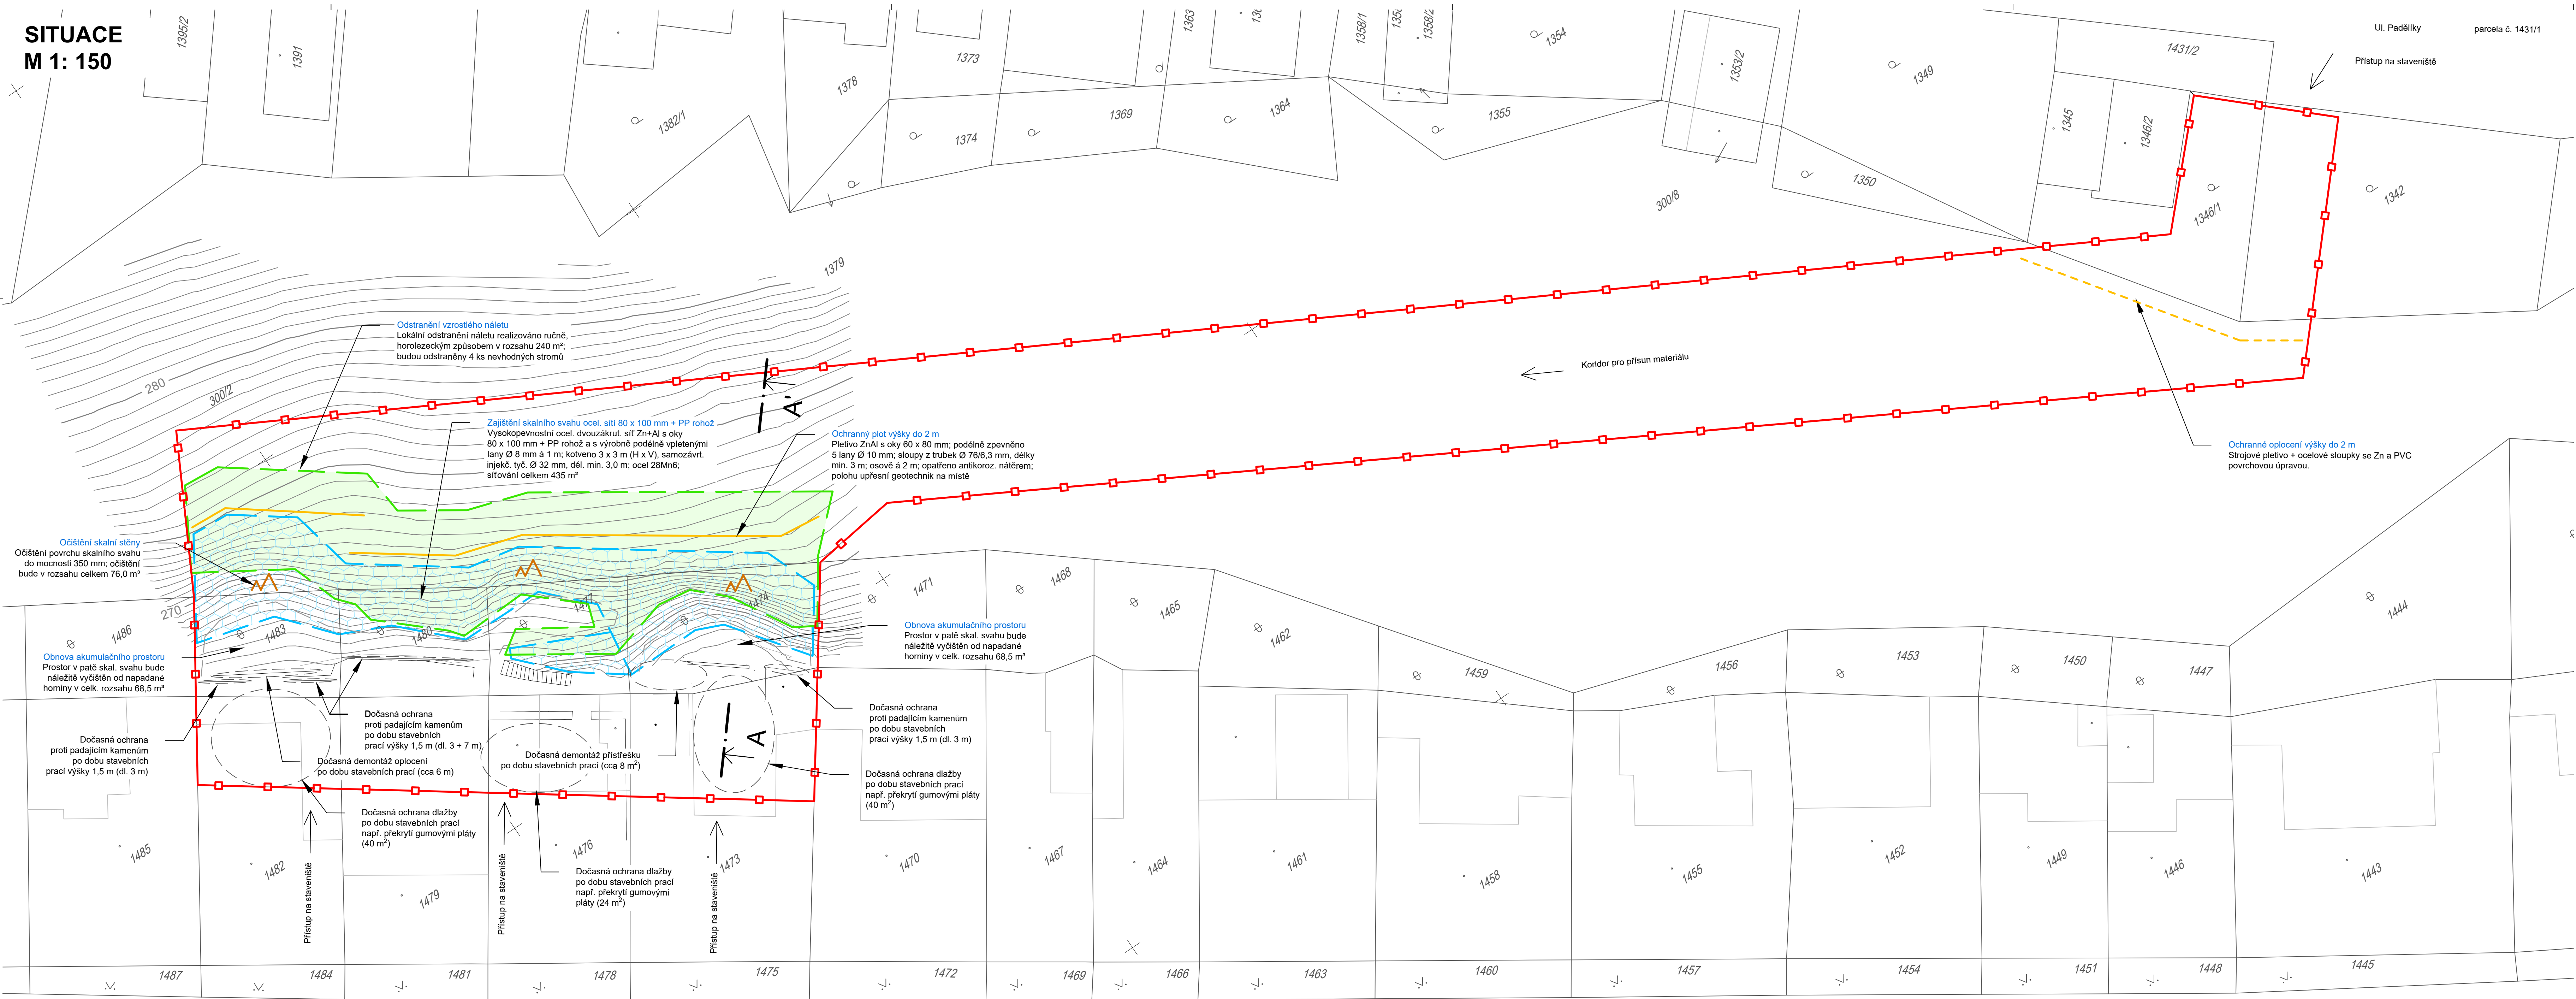 SITUACE
M 1: 150
1395/2
1391
1382/1
1378
1373
1374
1363
1369
1364
1358/1
1358/2
1354
1355
1353/2
1349
1350
300/8
1431/2
1345
1346/2
1346/1
1342
Ul. Padělíky
parcela č. 1431/1
Přístup na staveniště
1379
280
300/2
270
Odstranění vzrostlého náletu
Lokální odstranění náletu realizováno ručně,
horolezeckým způsobem v rozsahu 240 m²;
budou odstraněny 4 ks nevhodných stromů
A'
Koridor pro přísun materiálu
Zajištění skalního svahu ocel. sítí 80 x 100 mm + PP rohož
Vysokopevnostní ocel. dvouzákrut. síť Zn+Al s oky
80 x 100 mm + PP rohož a s výrobně podélně vpletenými
lany Ø 8 mm á 1 m; kotveno 3 x 3 m (H x V), samozávrt.
injekč. tyč. Ø 32 mm, dél. min. 3,0 m; ocel 28Mn6;
síťování celkem 435 m²
Ochranný plot výšky do 2 m
Pletivo ZnAl s oky 60 x 80 mm; podélně zpevněno
5 lany Ø 10 mm; sloupy z trubek Ø 76/6,3 mm, délky
min. 3 m; osově á 2 m; opatřeno antikoroz. nátěrem;
polohu upřesní geotechnik na místě
Ochranné oplocení výšky do 2 m
Strojové pletivo + ocelové sloupky se Zn a PVC
povrchovou úpravou.
Očištění skalní stěny
Očištění povrchu skalního svahu
do mocnosti 350 mm; očištění
bude v rozsahu celkem 76,0 m³
1486
1483
1480
1477
1474
1471
1468
1465
1462
1459
1456
1453
1450
1447
1444
Obnova akumulačního prostoru
Prostor v patě skal. svahu bude
náležitě vyčištěn od napadané
horniny v celk. rozsahu 68,5 m³
Obnova akumulačního prostoru
Prostor v patě skal. svahu bude
náležitě vyčištěn od napadané
horniny v celk. rozsahu 68,5 m³
Dočasná ochrana
proti padajícím kamenům
po dobu stavebních
prací výšky 1,5 m (dl. 3 m)
Dočasná ochrana
proti padajícím kamenům
po dobu stavebních
prací výšky 1,5 m (dl. 3 + 7 m)
Dočasná demontáž oplocení
po dobu stavebních prací (cca 6 m)
Dočasná demontáž přístřešku
po dobu stavebních prací (cca 8 m²)
A
Dočasná ochrana
proti padajícím kamenům
po dobu stavebních
prací výšky 1,5 m (dl. 3 m)
Dočasná ochrana dlažby
po dobu stavebních prací
např. překrytí gumovými pláty
(40 m²)
Dočasná ochrana dlažby
po dobu stavebních prací
např. překrytí gumovými pláty
(40 m²)
Dočasná ochrana dlažby
po dobu stavebních prací
např. překrytí gumovými
pláty (24 m²)
Přístup na staveniště
Přístup na staveniště
Přístup na staveniště
1485
1482
1479
1476
1473
1470
1467
1464
1461
1458
1455
1452
1449
1446
1443
1487
1484
1481
1478
1475
1472
1469
1466
1463
1460
1457
1454
1451
1448
1445